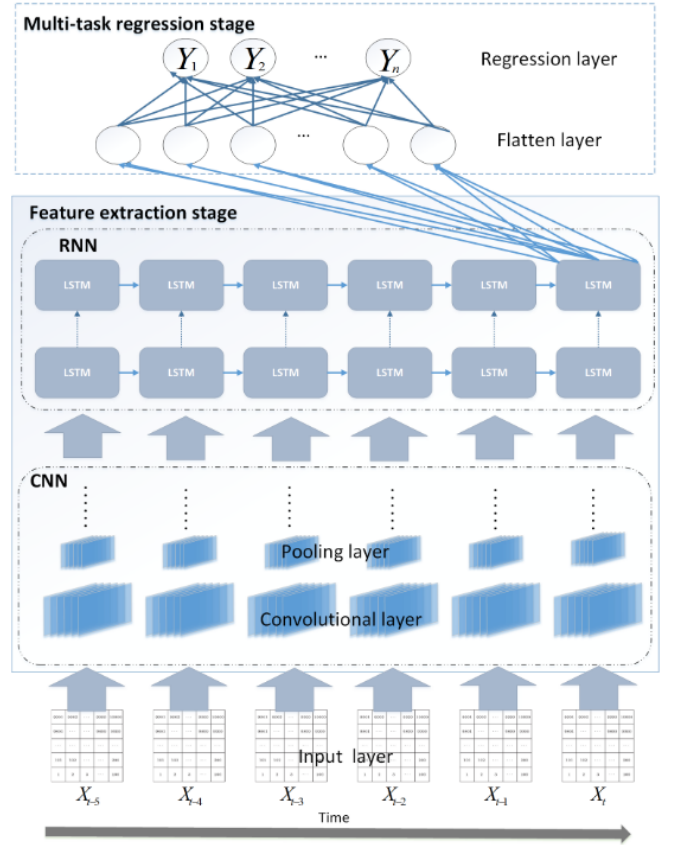 Multi-task regression stage
Y1 Y2 ... Yn Regression layer
... Flatten layer
Feature extraction stage
RNN
LSTM LSTM LSTM LSTM LSTM LSTM
LSTM LSTM LSTM LSTM LSTM LSTM
CNN
Pooling layer
Convolutional layer
Input layer
Xt-5 Xt-4 Xt-3 Xt-2 Xt-1 Xt
Time